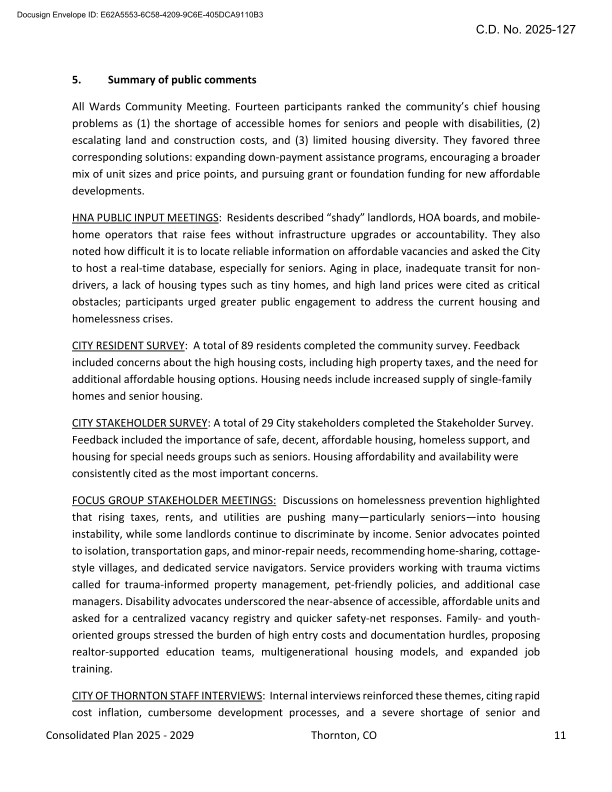 Docusign Envelope ID: E62A5553-6C58-4209-9C6E-405DCA9110B3
C.D. No. 2025-127
5. Summary of public comments
All Wards Community Meeting. Fourteen participants ranked the community's chief housing
problems as (1) the shortage of accessible homes for seniors and people with disabilities, (2)
escalating land and construction costs, and (3) limited housing diversity. They favored three
corresponding solutions: expanding down-payment assistance programs, encouraging a broader
mix of unit sizes and price points, and pursuing grant or foundation funding for new affordable
developments.
HNA PUBLIC INPUT MEETINGS: Residents described “shady” landlords, HOA boards, and mobile-
home operators that raise fees without infrastructure upgrades or accountability. They also
noted how difficult it is to locate reliable information on affordable vacancies and asked the City
to host a real-time database, especially for seniors. Aging in place, inadequate transit for non-
drivers, a lack of housing types such as tiny homes, and high land prices were cited as critical
obstacles; participants urged greater public engagement to address the current housing and
homelessness crises.
CITY RESIDENT SURVEY: A total of 89 residents completed the community survey. Feedback
included concerns about the high housing costs, including high property taxes, and the need for
additional affordable housing options. Housing needs include increased supply of single-family
homes and senior housing.
CITY STAKEHOLDER SURVEY: A total of 29 City stakeholders completed the Stakeholder Survey.
Feedback included the importance of safe, decent, affordable housing, homeless support, and
housing for special needs groups such as seniors. Housing affordability and availability were
consistently cited as the most important concerns.
FOCUS GROUP STAKEHOLDER MEETINGS: Discussions on homelessness prevention highlighted
that rising taxes, rents, and utilities are pushing many—particularly seniors—into housing
instability, while some landlords continue to discriminate by income. Senior advocates pointed
to isolation, transportation gaps, and minor-repair needs, recommending home-sharing, cottage-
style villages, and dedicated service navigators. Service providers working with trauma victims
called for trauma-informed property management, pet-friendly policies, and additional case
managers. Disability advocates underscored the near-absence of accessible, affordable units and
asked for a centralized vacancy registry and quicker safety-net responses. Family- and youth-
oriented groups stressed the burden of high entry costs and documentation hurdles, proposing
realtor-supported education teams, multigenerational housing models, and expanded job
training.
CITY OF THORNTON STAFF INTERVIEWS: Internal interviews reinforced these themes, citing rapid
cost inflation, cumbersome development processes, and a severe shortage of senior and
Consolidated Plan 2025 - 2029 Thornton, CO 11